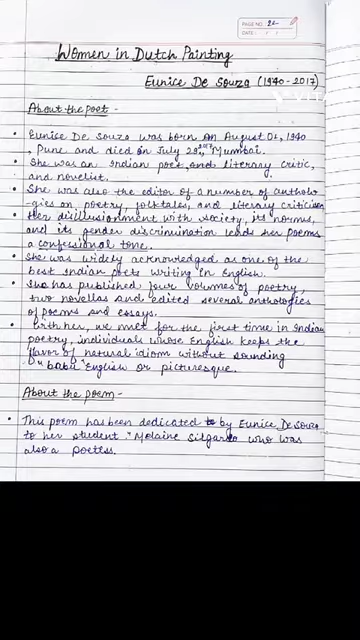 PAGE NO: 22
DATE:
Women in Dutch Painting
Eunice De Souza (1940-2017)
About the poet -
• Eunice De Souza was born on August 01, 1940
, Pune and died on July 29, 2017 Mumbai.
• She was an Indian poet, and literary critic,
and novelist.
• She was also the editor of a number of antholo-
gies on poetry, folktales, and literary criticism
• Her disillusionment with society, its norms,
and its gender discrimination lends her poems
a confessional tone.
• She was widely acknowledged as one of the
best Indian poets writing in English.
• She has published four volumes of poetry,
two novellas and edited several anthologies
of poems and essays.
• With her, we met for the first time in Indian
poetry, individuals whose English keeps the
flavor of natural idiom without sounding
"babu" English or picturesque.
About the poem -
• This poem has been dedicated by Eunice De Souza
to her student "Melaine Silgardo who was
also a poetess.